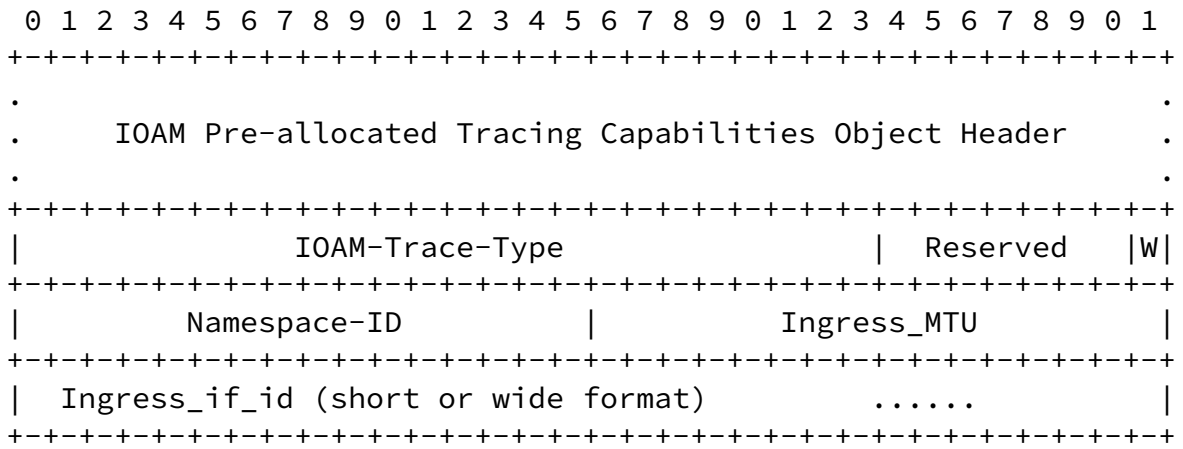 0 1 2 3 4 5 6 7 8 9 0 1 2 3 4 5 6 7 8 9 0 1 2 3 4 5 6 7 8 9 0 1
+-+-+-+-+-+-+-+-+-+-+-+-+-+-+-+-+-+-+-+-+-+-+-+-+-+-+-+-+-+-+-+-+
.                                                               .
.     IOAM Pre-allocated Tracing Capabilities Object Header     .
.                                                               .
+-+-+-+-+-+-+-+-+-+-+-+-+-+-+-+-+-+-+-+-+-+-+-+-+-+-+-+-+-+-+-+-+
|               IOAM-Trace-Type                 |  Reserved   |W|
+-+-+-+-+-+-+-+-+-+-+-+-+-+-+-+-+-+-+-+-+-+-+-+-+-+-+-+-+-+-+-+-+
|         Namespace-ID          |          Ingress_MTU          |
+-+-+-+-+-+-+-+-+-+-+-+-+-+-+-+-+-+-+-+-+-+-+-+-+-+-+-+-+-+-+-+-+
|  Ingress_if_id (short or wide format)         ......          |
+-+-+-+-+-+-+-+-+-+-+-+-+-+-+-+-+-+-+-+-+-+-+-+-+-+-+-+-+-+-+-+-+